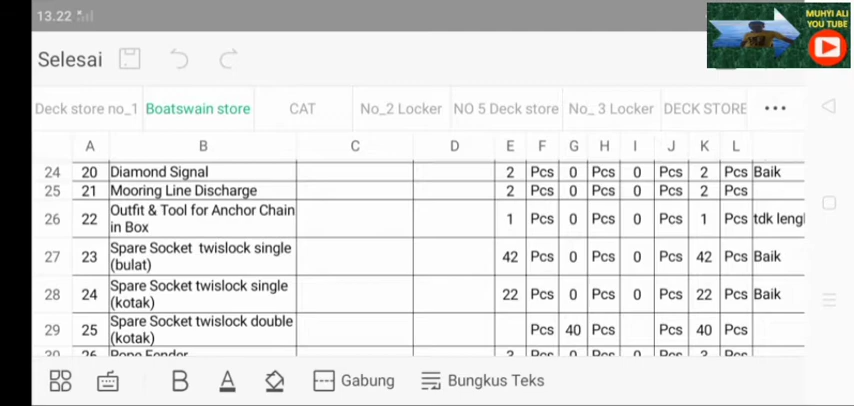 13.22
MUHYI ALI
YOU TUBE
Selesai
Deck store no_1 Boatswain store CAT No_2 Locker NO 5 Deck store No_ 3 Locker DECK STORE
A B C D E F G H I J K L
24 20 Diamond Signal 2 Pcs 0 Pcs 0 Pcs 2 Pcs Baik
25 21 Mooring Line Discharge 2 Pcs 0 Pcs 0 Pcs 2 Pcs
26 22 Outfit & Tool for Anchor Chain 1 Pcs 0 Pcs 0 Pcs 1 Pcs tdk leng
in Box
27 23 Spare Socket twislock single 42 Pcs 0 Pcs 0 Pcs 42 Pcs Baik
(bulat)
28 24 Spare Socket twislock single 22 Pcs 0 Pcs 0 Pcs 22 Pcs Baik
(kotak)
29 25 Spare Socket twislock double Pcs 40 Pcs Pcs 40 Pcs
(kotak)
B A Gabung Bungkus Teks